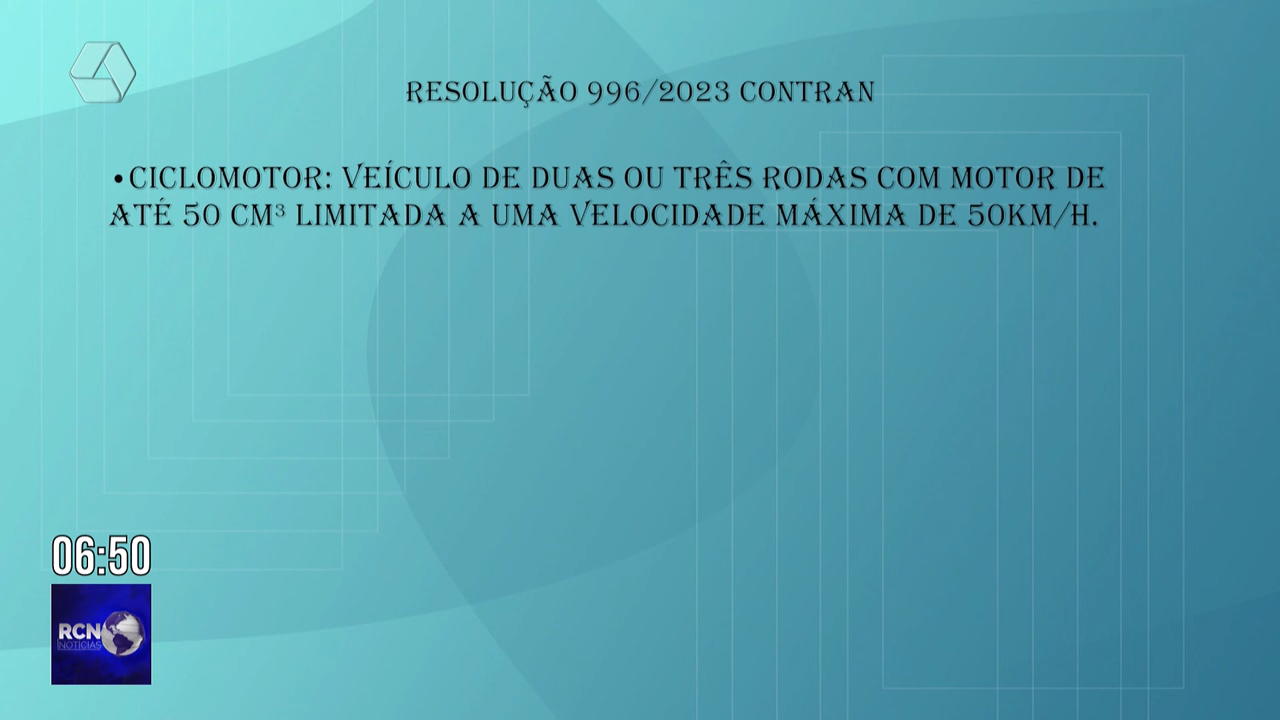 RESOLUÇÃO 996/2023 CONTRAN
•CICLOMOTOR: VEÍCULO DE DUAS OU TRÊS RODAS COM MOTOR DE
ATÉ 50 CM³ LIMITADA A UMA VELOCIDADE MÁXIMA DE 50KM/H.
06:50
RCN
NOTÍCIAS